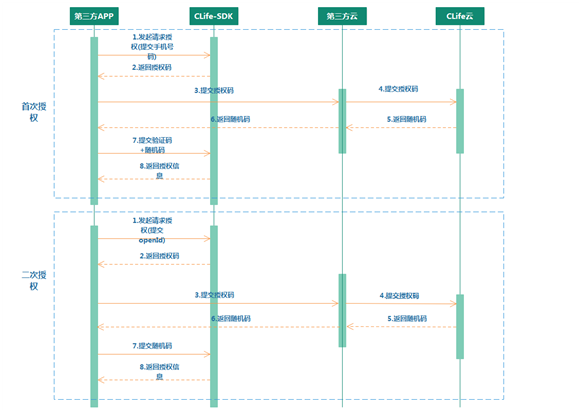 第三方APP
CLife-SDK
第三方云
CLife云
首次授
权
1.发起请求授
权(提交手机号
码)
2.返回授权码
3.提交授权码
4.提交授权码
5.返回随机码
6.返回随机码
7.提交验证码
+随机码
8.返回授权信
息
二次授
权
1.发起请求授
权(提交
openId)
2.返回授权码
3.提交授权码
4.提交授权码
5.返回随机码
6.返回随机码
7.提交随机码
8.返回授权信
息